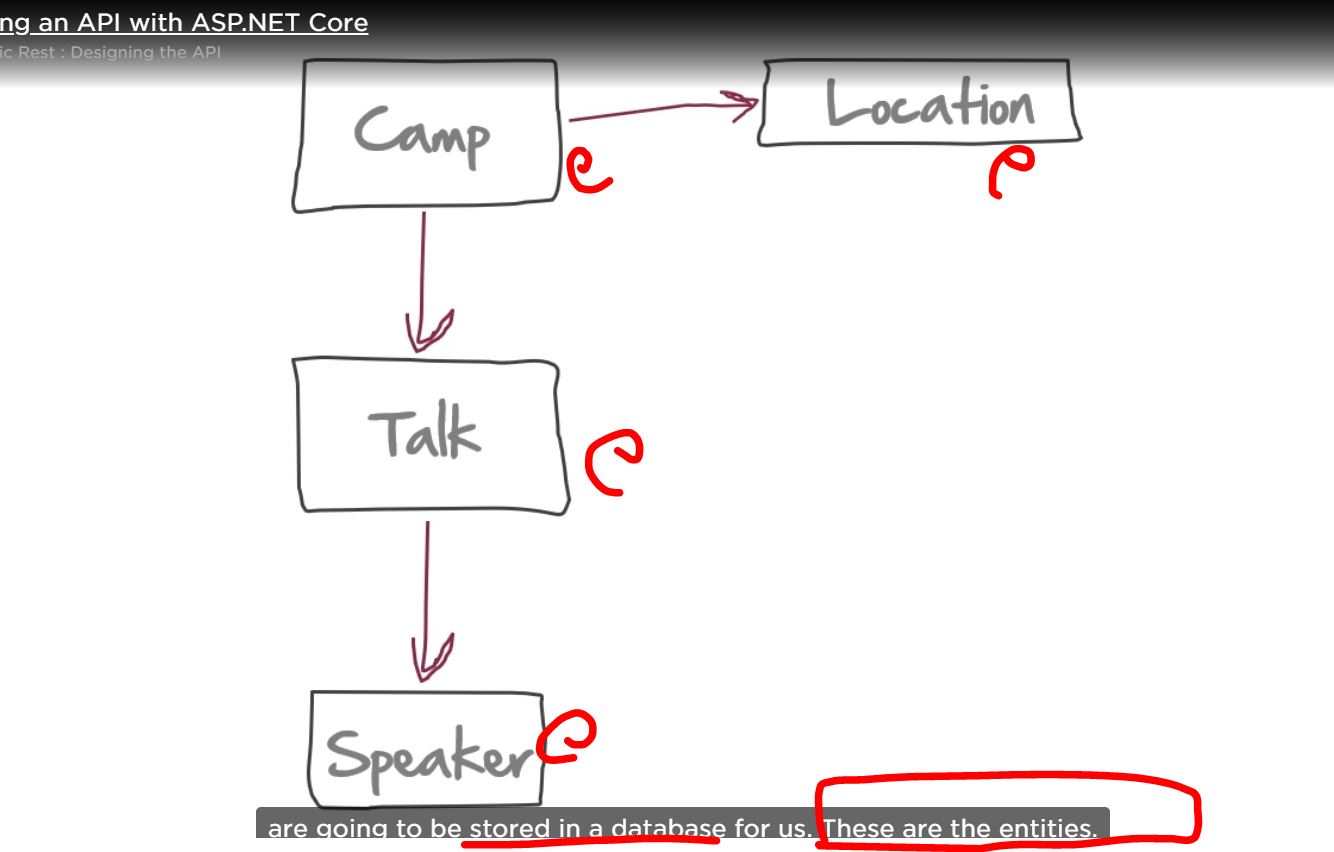 ng an API with ASP.NET Core
ic Rest : Designing the API
Camp
Location
e
e
Talk
e
Speaker
e
are going to be stored in a database for us. These are the entities.